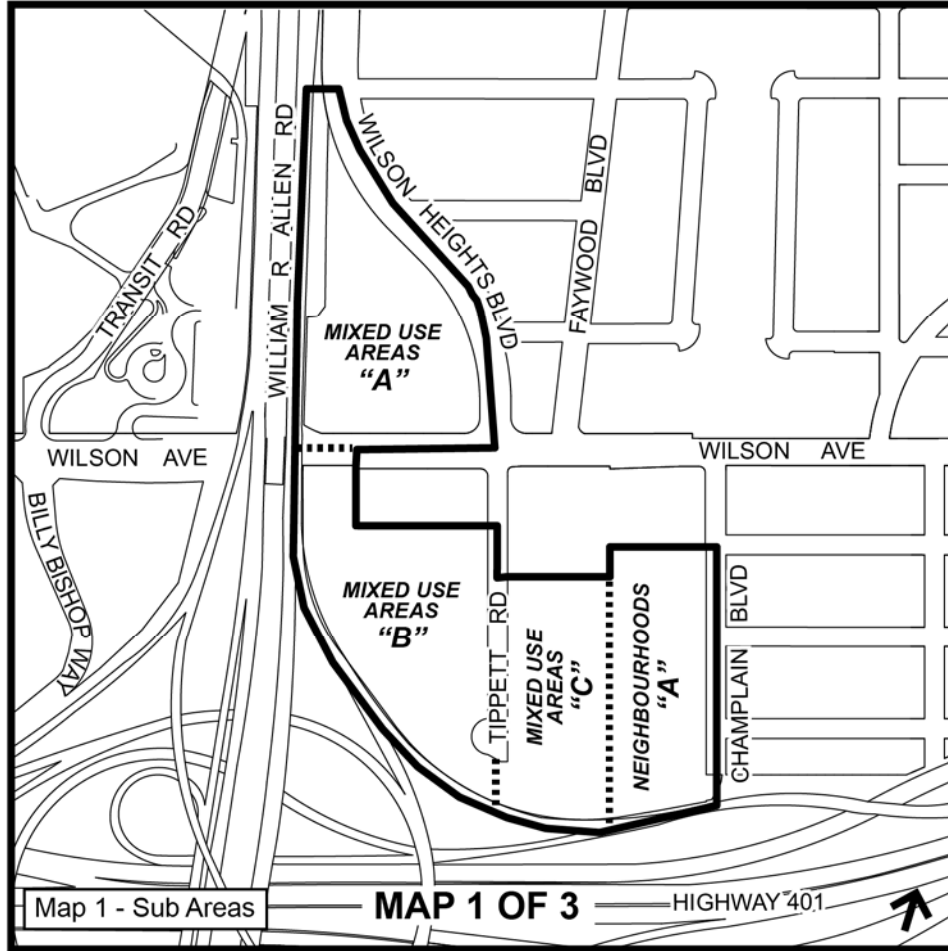 WILLIAM R ALLEN RD
WILSON HEIGHTS BLVD
FAYWOOD BLVD
TRANSIT RD
MIXED USE
AREAS
“A”
WILSON AVE
WILSON AVE
BILLY BISHOP WAY
MIXED USE
AREAS
“B”
TIPPETT RD
MIXED USE
AREAS
“C”
NEIGHBOURHOODS
“A”
CHAMPLAIN BLVD
Map 1 - Sub Areas
MAP 1 OF 3
HIGHWAY 401